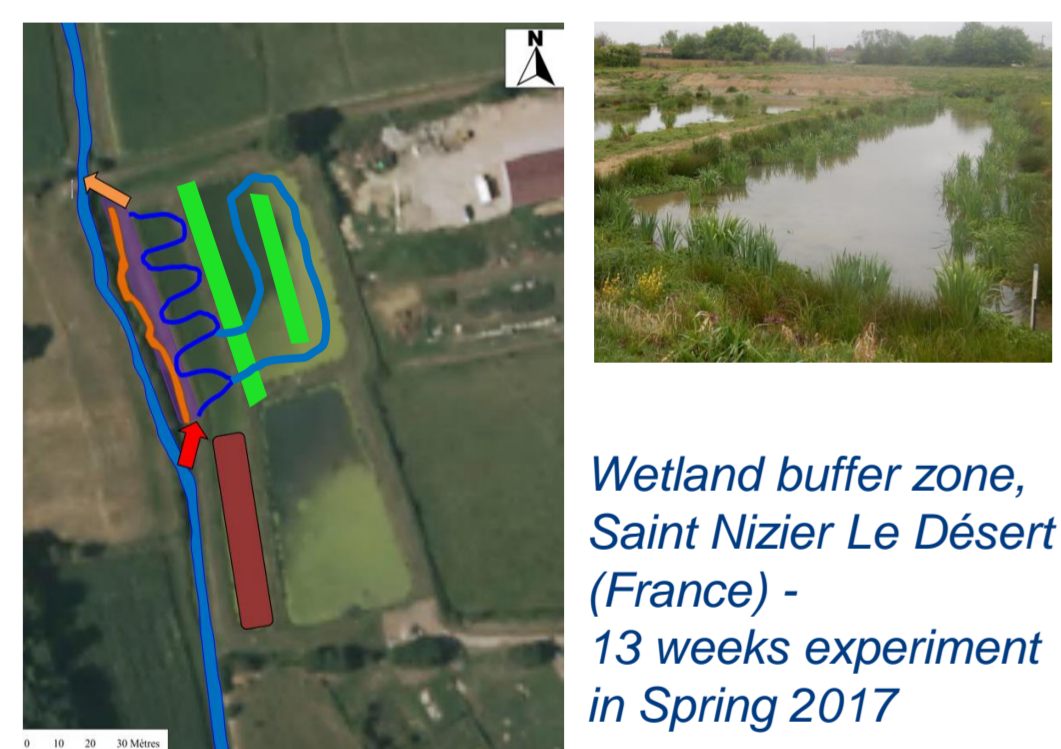 N
0 10 20 30 Mètres
Wetland buffer zone,
Saint Nizier Le Désert
(France) -
13 weeks experiment
in Spring 2017